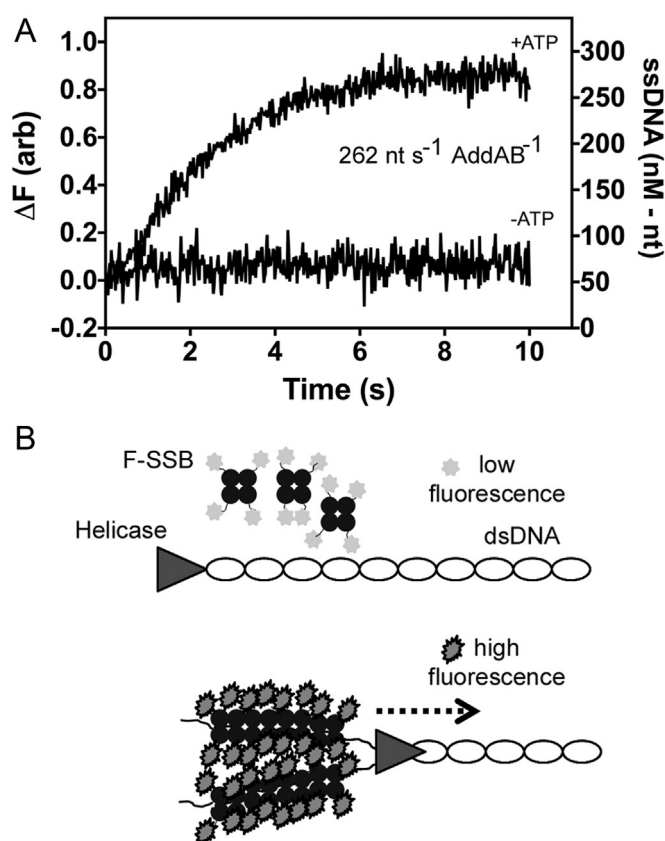 A
ΔF (arb)
1.0
0.8
0.6
0.4
0.2
0.0
-0.2
+ATP
262 nt s⁻¹ AddAB⁻¹
-ATP
300
250
200
150
100
50
0
ssDNA (nM - nt)
0
2
4
6
8
10
Time (s)
B
F-SSB
low
fluorescence
Helicase
dsDNA
high
fluorescence